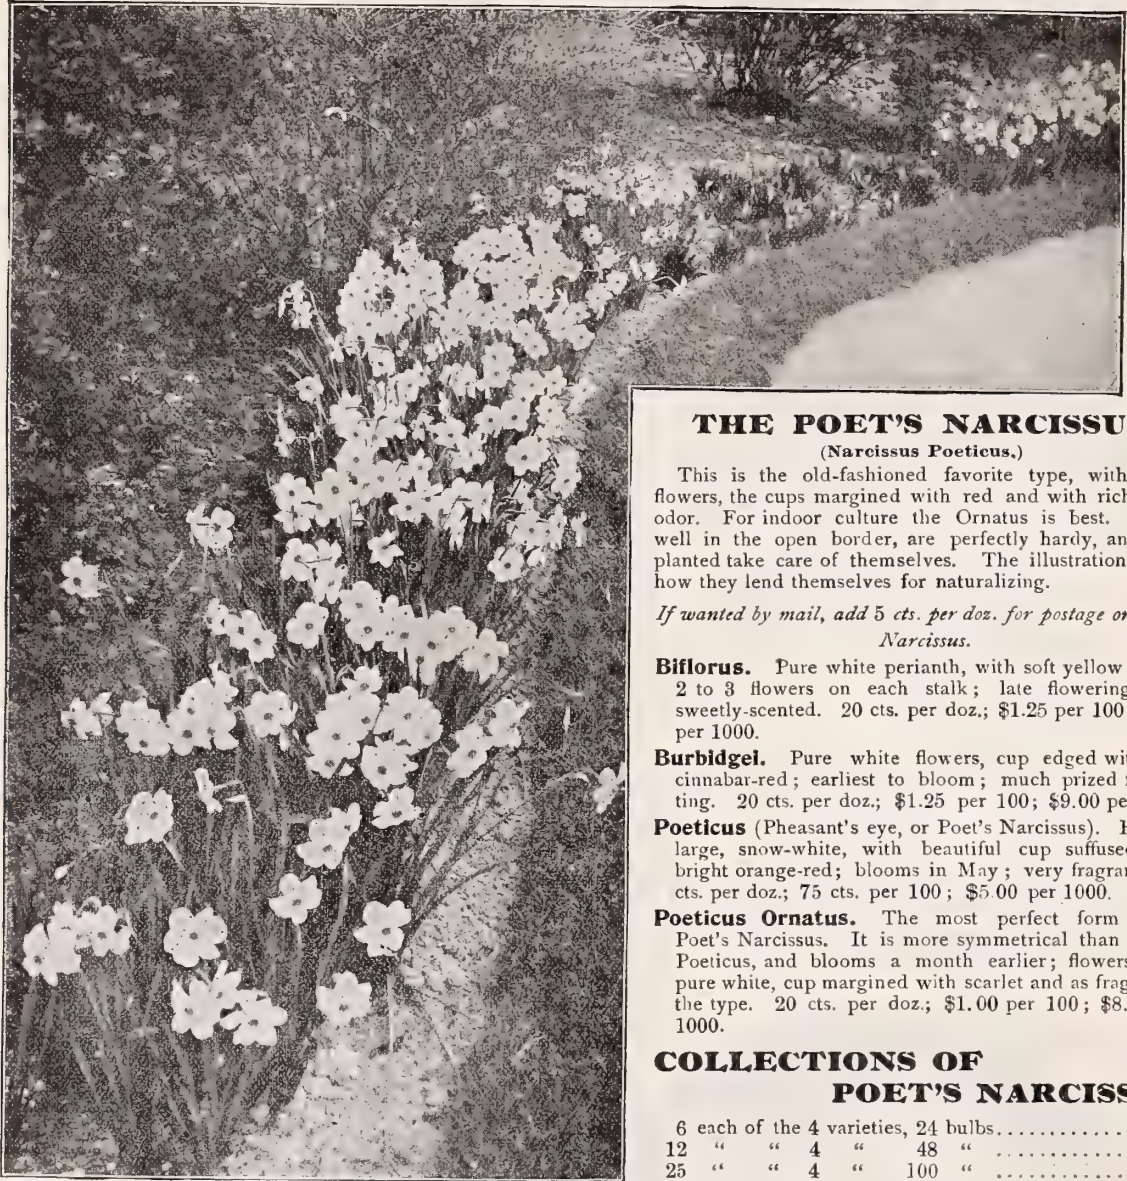 THE POET'S NARCISSU
(Narcissus Poeticus.)
This is the old-fashioned favorite type, with
flowers, the cups margined with red and with rich
odor. For indoor culture the Ornatus is best.
well in the open border, are perfectly hardy, an
planted take care of themselves. The illustration
how they lend themselves for naturalizing.
If wanted by mail, add 5 cts. per doz. for postage or
Narcissus.
Biflorus. Pure white perianth, with soft yellow
2 to 3 flowers on each stalk; late flowering
sweetly-scented. 20 cts. per doz.; $1.25 per 100
per 1000.
Burbidgei. Pure white flowers, cup edged wit
cinnabar-red; earliest to bloom; much prized
ting. 20 cts. per doz.; $1.25 per 100; $9.00 pe
Poeticus (Pheasant's eye, or Poet's Narcissus).
large, snow-white, with beautiful cup suffused
bright orange-red; blooms in May; very fragra
cts. per doz.; 75 cts. per 100; $5.00 per 1000.
Poeticus Ornatus. The most perfect form
Poet's Narcissus. It is more symmetrical than
Poeticus, and blooms a month earlier; flowers
pure white, cup margined with scarlet and as frag
the type. 20 cts. per doz.; $1.00 per 100; $8.
1000.
COLLECTIONS OF
POET'S NARCISS
6 each of the 4 varieties, 24 bulbs............
12 " " 4 " 48 " ............
25 " " 4 " 100 " ............